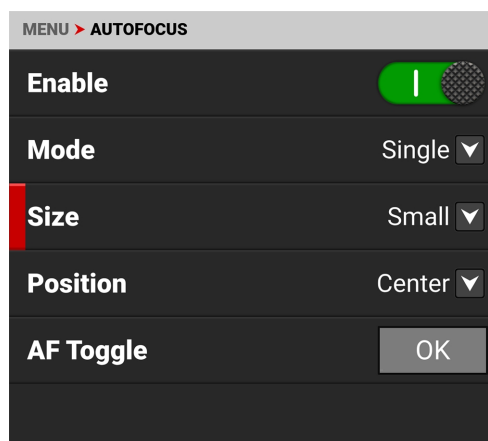 MENU ➤ AUTOFOCUS
Enable
Mode Single
Size Small
Position Center
AF Toggle OK